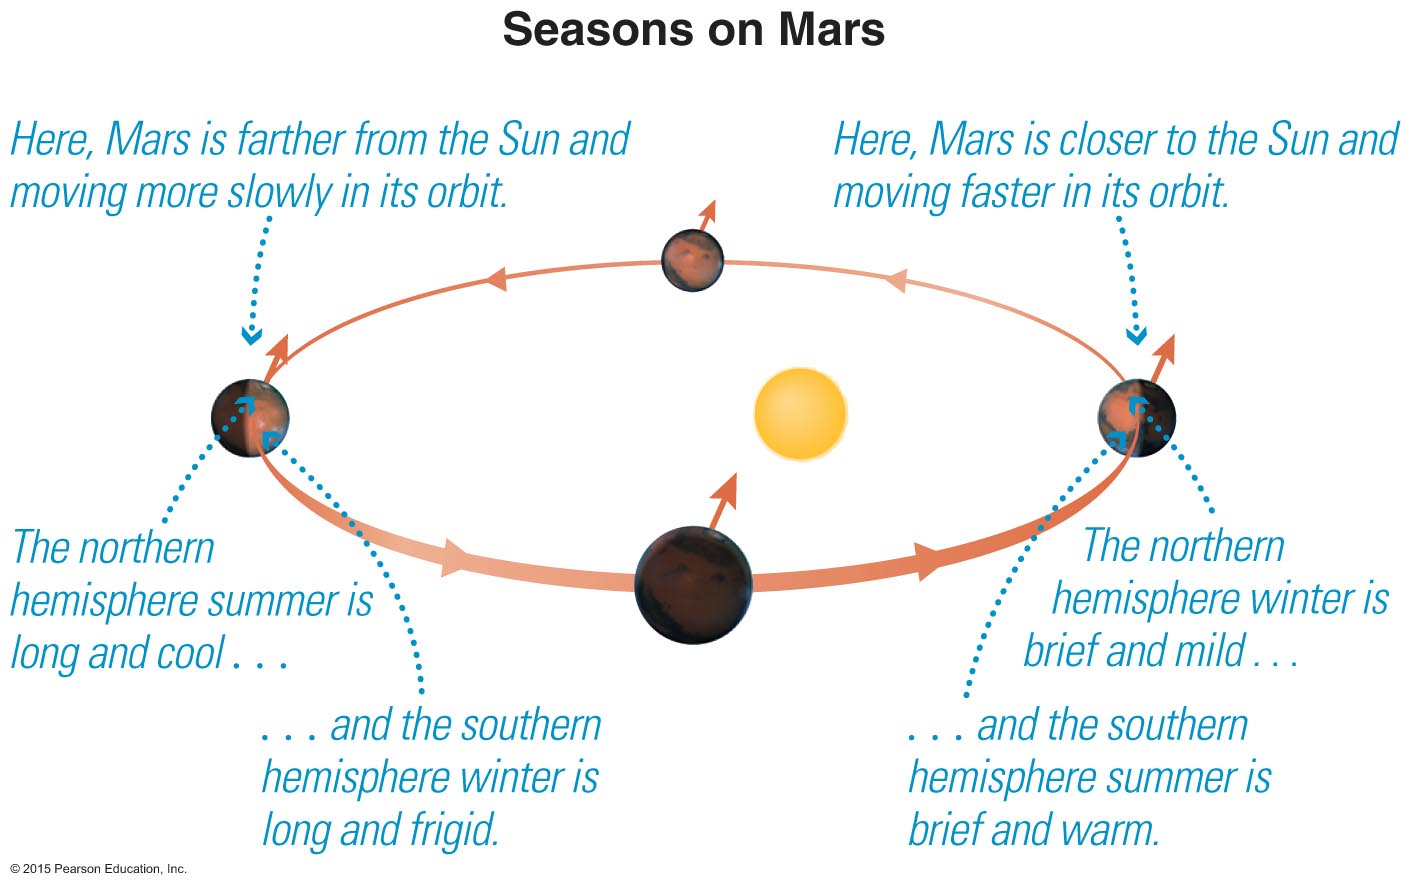 Seasons on Mars
Here, Mars is farther from the Sun and
moving more slowly in its orbit.
Here, Mars is closer to the Sun and
moving faster in its orbit.
The northern
hemisphere summer is
long and cool . . .
. . . and the southern
hemisphere winter is
long and frigid.
The northern
hemisphere winter is
brief and mild . . .
. . . and the southern
hemisphere summer is
brief and warm.
© 2015 Pearson Education, Inc.